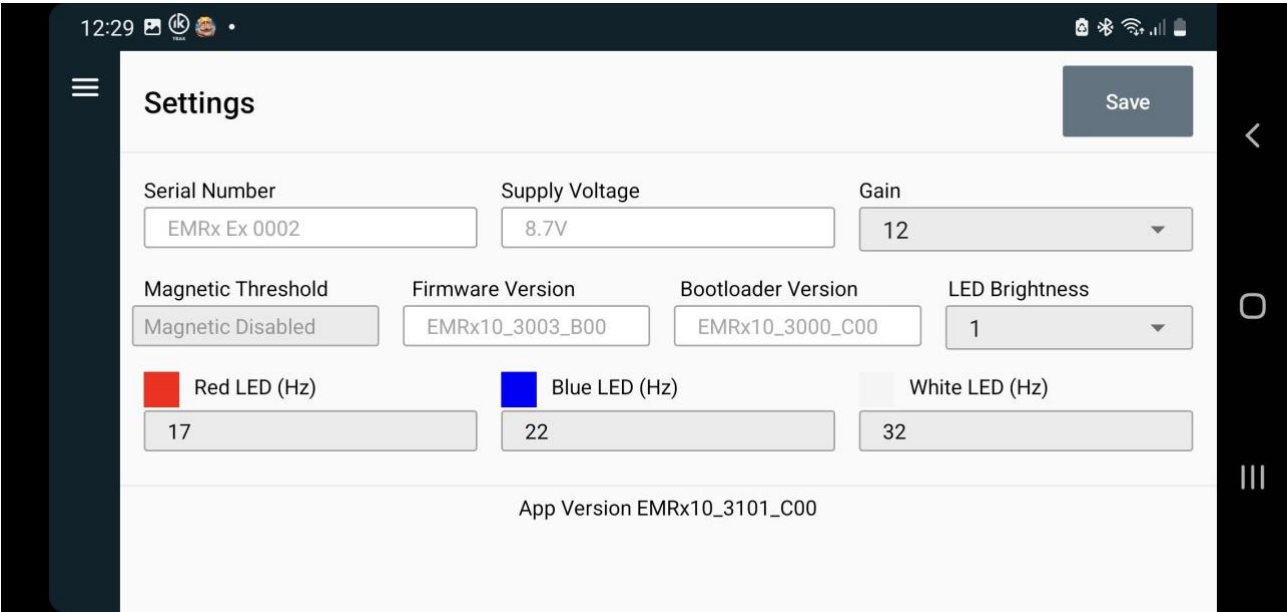 12:29
Settings
Save
Serial Number Supply Voltage Gain
EMRx Ex 0002 8.7V 12
Magnetic Threshold Firmware Version Bootloader Version LED Brightness
Magnetic Disabled EMRx10_3003_B00 EMRx10_3000_C00 1
Red LED (Hz) Blue LED (Hz) White LED (Hz)
17 22 32
App Version EMRx10_3101_C00